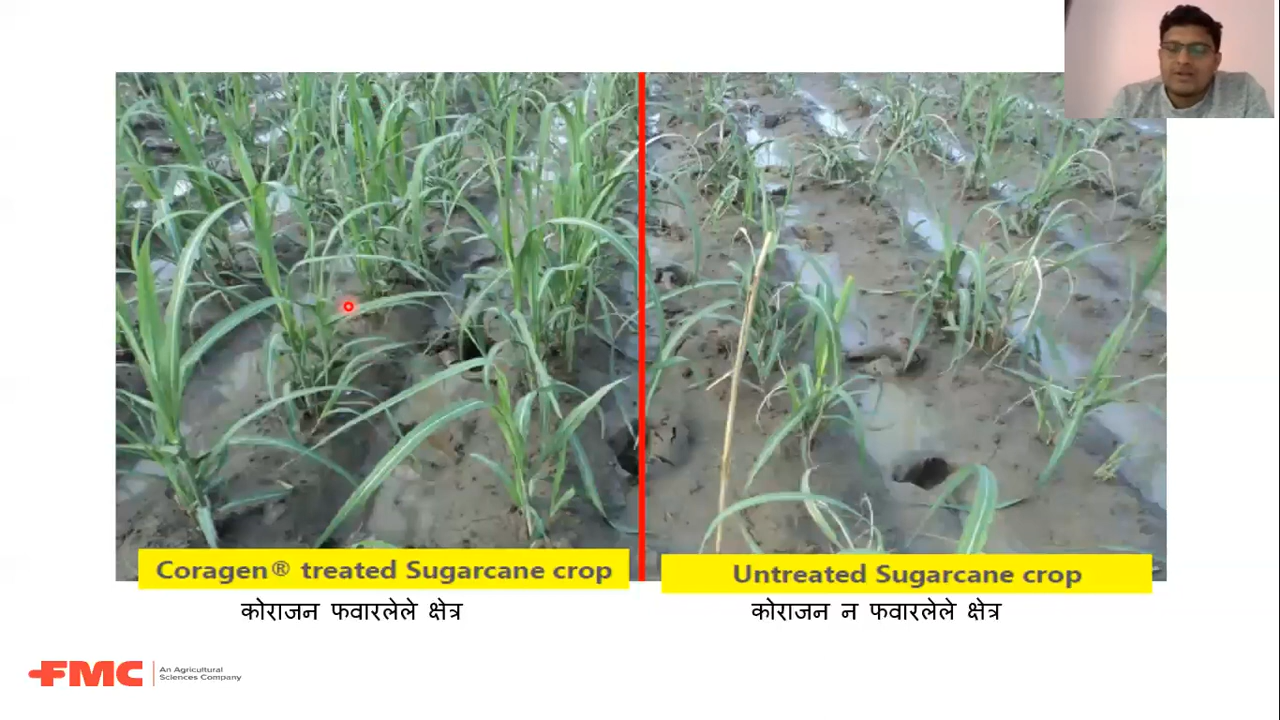 Coragen® treated Sugarcane crop
Untreated Sugarcane crop
कोराजन फवारलेले क्षेत्र
कोराजन न फवारलेले क्षेत्र
FMC
An Agricultural
Sciences Company